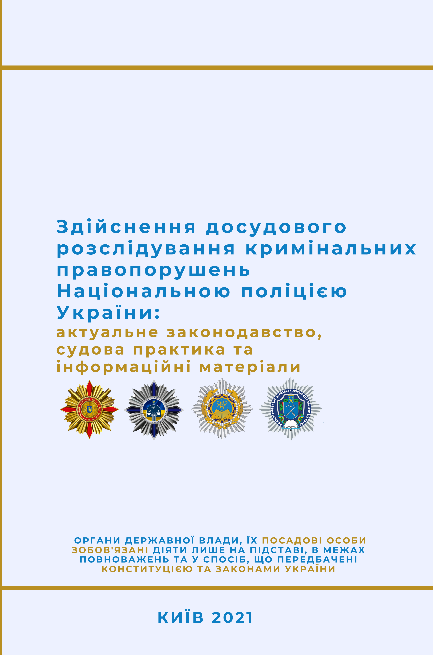 Здійснення досудового
розслідування кримінальних
правопорушень
Національною поліцією
України:
актуальне законодавство,
судова практика та
інформаційні матеріали
ОРГАНИ ДЕРЖАВНОЇ ВЛАДИ, ЇХ ПОСАДОВІ ОСОБИ
ЗОБОВ'ЯЗАНІ ДІЯТИ ЛИШЕ НА ПІДСТАВІ, В МЕЖАХ
ПОВНОВАЖЕНЬ ТА У СПОСІБ, ЩО ПЕРЕДБАЧЕНІ
КОНСТИТУЦІЄЮ ТА ЗАКОНАМИ УКРАЇНИ
КИЇВ 2021